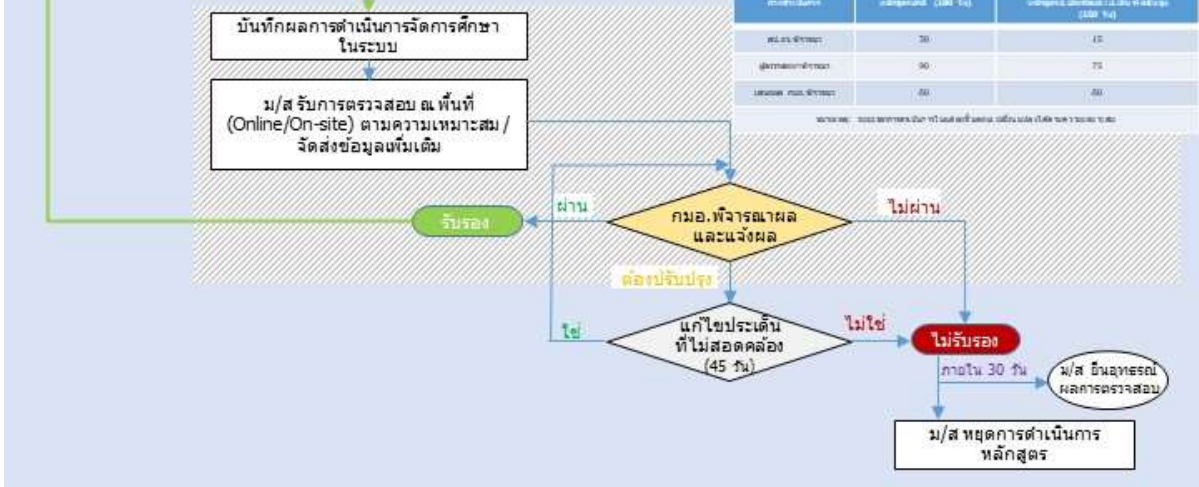 บันทึกผลการดำเนินการจัดการศึกษา
ในระบบ
ม/ส รับการตรวจสอบ ณ พื้นที่
(Online/On-site) ตามความเหมาะสม /
จัดส่งข้อมูลเพิ่มเติม
(180 วัน)
30
45
90
75
60
60
ผ่าน
กมอ.พิจารณาผล
และแจ้งผล
ไม่ผ่าน
รับรอง
ต้องปรับปรุง
ใช่
แก้ไขประเด็น
ที่ไม่สอดคล้อง
(45 วัน)
ไม่ใช่
ไม่รับรอง
ภายใน 30 วัน
ม/ส ยื่นอุทธรณ์
ผลการตรวจสอบ
ม/ส หยุดการดำเนินการ
หลักสูตร